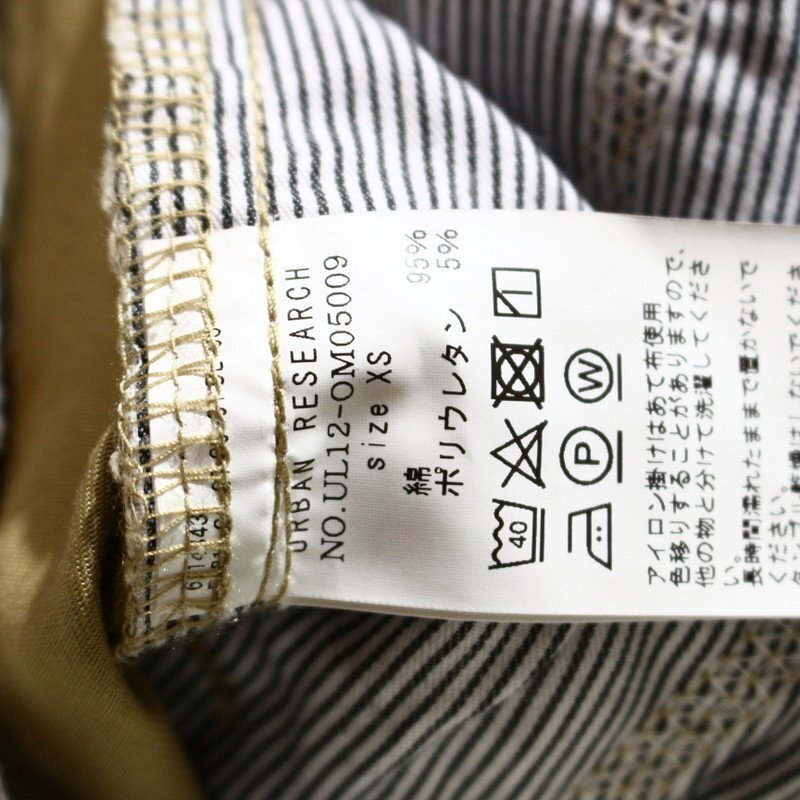 URBAN RESEARCH
NO.UL12-OM05009
size XS
綿 95%
ポリウレタン 5%
40
P
W
アイロン掛けはあて布使用
色移りすることがありますので、
他の物と分けて洗濯してくださ
い。
長時間濡れたままで置かないで
ください。